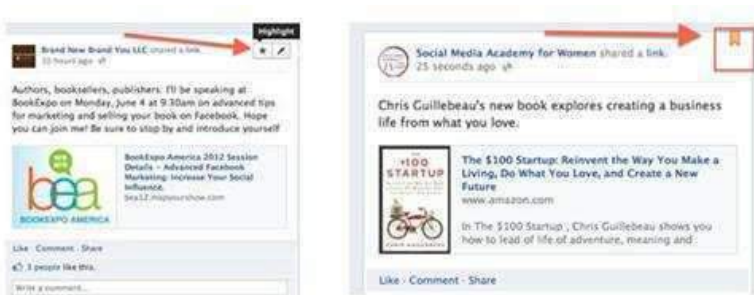 Highlight
Brand New Brand You LLC shared a link.
10 hours ago
Authors, booksellers, publishers: I'll be speaking at
BookExpo on Monday, June 4 at 9:30am on advanced tips
for marketing and selling your book on Facebook. Hope
you can join me! Be sure to stop by and introduce yourself
bea
BOOKEXPO AMERICA
BookExpo America 2012 Session
Details - Advanced Facebook
Marketing: Increase Your Social
Influence.
bea12.mapyourshow.com
Like · Comment · Share
3 people like this.
Write a comment...
Social Media Academy for Women shared a link.
25 seconds ago
Chris Guillebeau's new book explores creating a business
life from what you love.
$100
STARTUP
CHRIS GUILLEBEAU
The $100 Startup: Reinvent the Way You Make a
Living, Do What You Love, and Create a New
Future
www.amazon.com
In The $100 Startup , Chris Guillebeau shows you
how to lead of life of adventure, meaning and
Like · Comment · Share